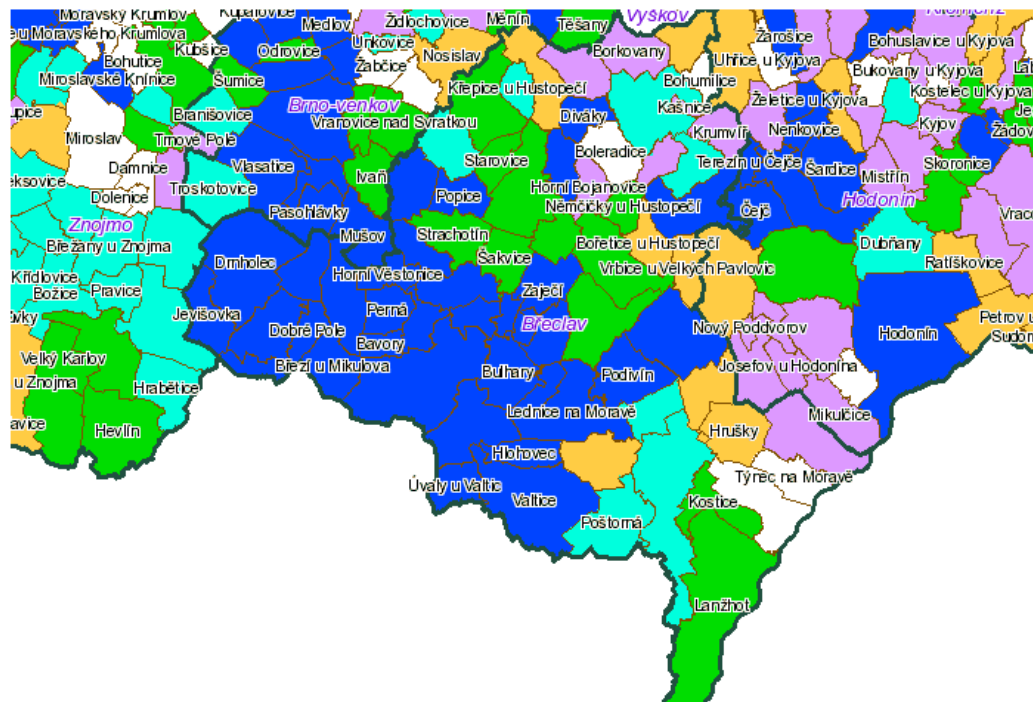 Moravský Krumlov
Kupařovice
Medlov
Židlochovice
Měnín
Těšany
Vyškov
Žarošice
Bohuslavice u Kyjova
u Moravského Krumlova
Kubšice
Odrovice
Unkovice
Nosislav
Borkovany
Uhřice u Kyjova
Bohutice
Žabčice
Bohumilice
Bukovany u Kyjova
Miroslavské Knínice
Šumice
Křepice u Hustopečí
Kostelec u Kyjova
Branišovice
Brno-venkov
Kašnice
Želetice u Kyjova
Vranovice nad Svratkou
Diváky
Krumvíř
Nenkovice
Kyjov
Miroslav
Trnové Pole
Boleradice
Starovice
Terezín u Čejče
Šardice
Skoronice
Damnice
Vlasatice
Ivaň
Mistřín
Troskotovice
Horní Bojanovice
Dolenice
Popice
Němčičky u Hustopečí
Hodonín
Pasohlávky
Čejč
Znojmo
Strachotín
Mušov
Břežany u Znojma
Bořetice u Hustopečí
Dubňany
Drnholec
Šakvice
Ratíškovice
Křídlovice
Horní Věstonice
Vrbice u Velkých Pavlovic
Božice
Pravice
Zaječí
Jevišovka
Perná
Břeclav
Dobré Pole
Nový Poddvorov
Hodonín
Bavory
Velký Karlov
Březí u Mikulova
Josefov u Hodonína
Bulhary
Podivín
u Znojma
Hrabětice
Lednice na Moravě
Mikulčice
Hevlín
Hrušky
Hlohovec
Týnec na Moravě
Úvaly u Valtic
Valtice
Kostice
Poštorná
Lanžhot